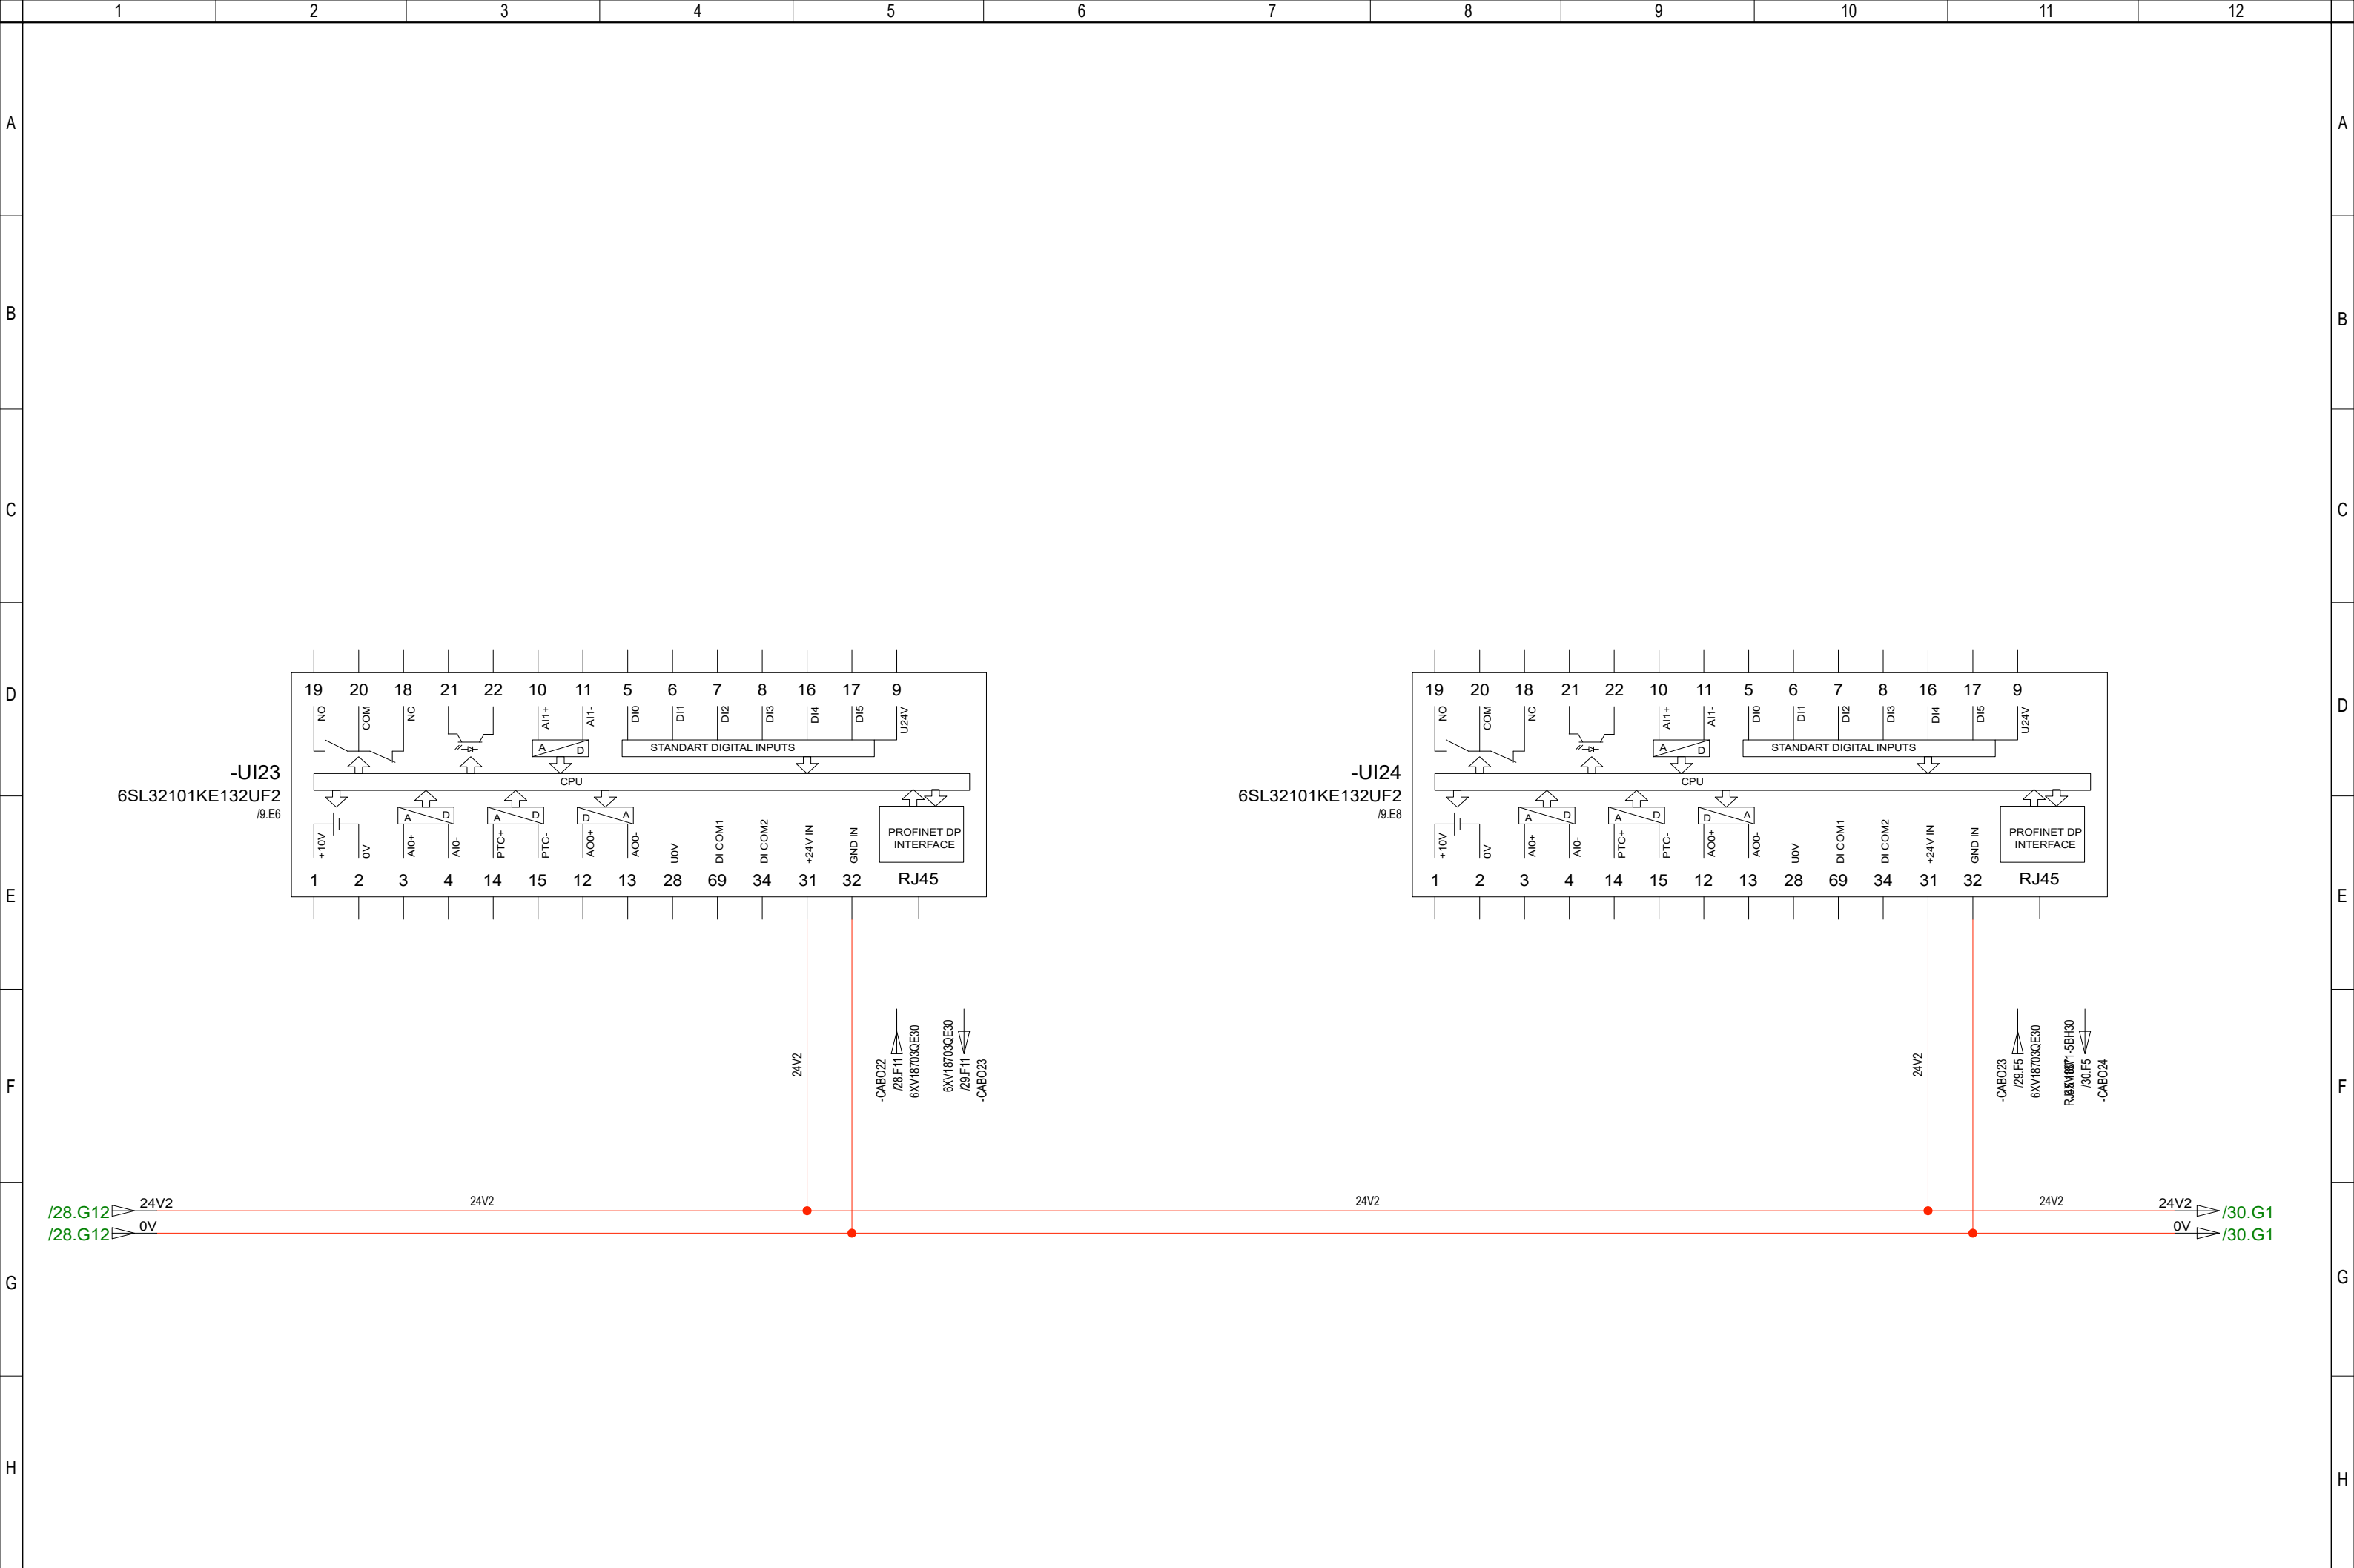 1 2 3 4 5 6 7 8 9 10 11 12
A A
B B
C C
D D
E E
F F
G G
H H
-UI23
6SL32101KE132UF2
/9.E6
19 20 18 21 22 10 11 5 6 7 8 16 17 9
NO COM NC AI1+ AI1- DI0 DI1 DI2 DI3 DI4 DI5 U24V
A D
STANDART DIGITAL INPUTS
CPU
A D A D D A
PROFINET DP
INTERFACE
+10V 0V AI0+ AI0- PTC+ PTC- AO0+ AO0- U0V DI COM1 DI COM2 +24V IN GND IN
1 2 3 4 14 15 12 13 28 69 34 31 32 RJ45
24V2
-CABO22
/28.F11
6XV18703QE30
6XV18703QE30
/29.F11
-CABO23
-UI24
6SL32101KE132UF2
/9.E8
19 20 18 21 22 10 11 5 6 7 8 16 17 9
NO COM NC AI1+ AI1- DI0 DI1 DI2 DI3 DI4 DI5 U24V
A D
STANDART DIGITAL INPUTS
CPU
A D A D D A
PROFINET DP
INTERFACE
+10V 0V AI0+ AI0- PTC+ PTC- AO0+ AO0- U0V DI COM1 DI COM2 +24V IN GND IN
1 2 3 4 14 15 12 13 28 69 34 31 32 RJ45
24V2
-CABO23
/29.F5
6XV18703QE30
/30.F5
-CABO24
/28.G12 24V2 24V2 24V2 24V2 24V2 /30.G1
/28.G12 0V 0V /30.G1